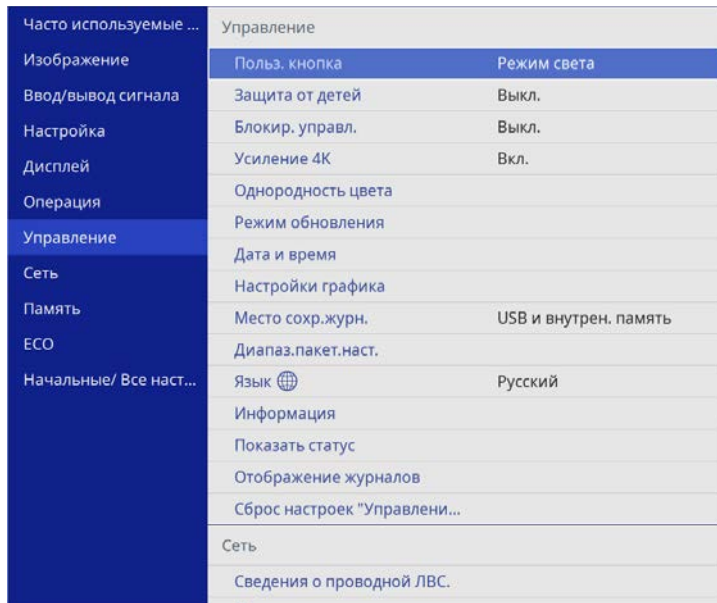 Часто используемые ...
Изображение
Ввод/вывод сигнала
Настройка
Дисплей
Операция
Управление
Сеть
Память
ECO
Начальные/ Все наст...
Управление
Польз. кнопка Режим света
Защита от детей Выкл.
Блокир. управл. Выкл.
Усиление 4K Вкл.
Однородность цвета
Режим обновления
Дата и время
Настройки графика
Место сохр.журн. USB и внутрен. память
Диапаз.пакет.наст.
Язык Русский
Информация
Показать статус
Отображение журналов
Сброс настроек "Управлени...
Сеть
Сведения о проводной ЛВС.